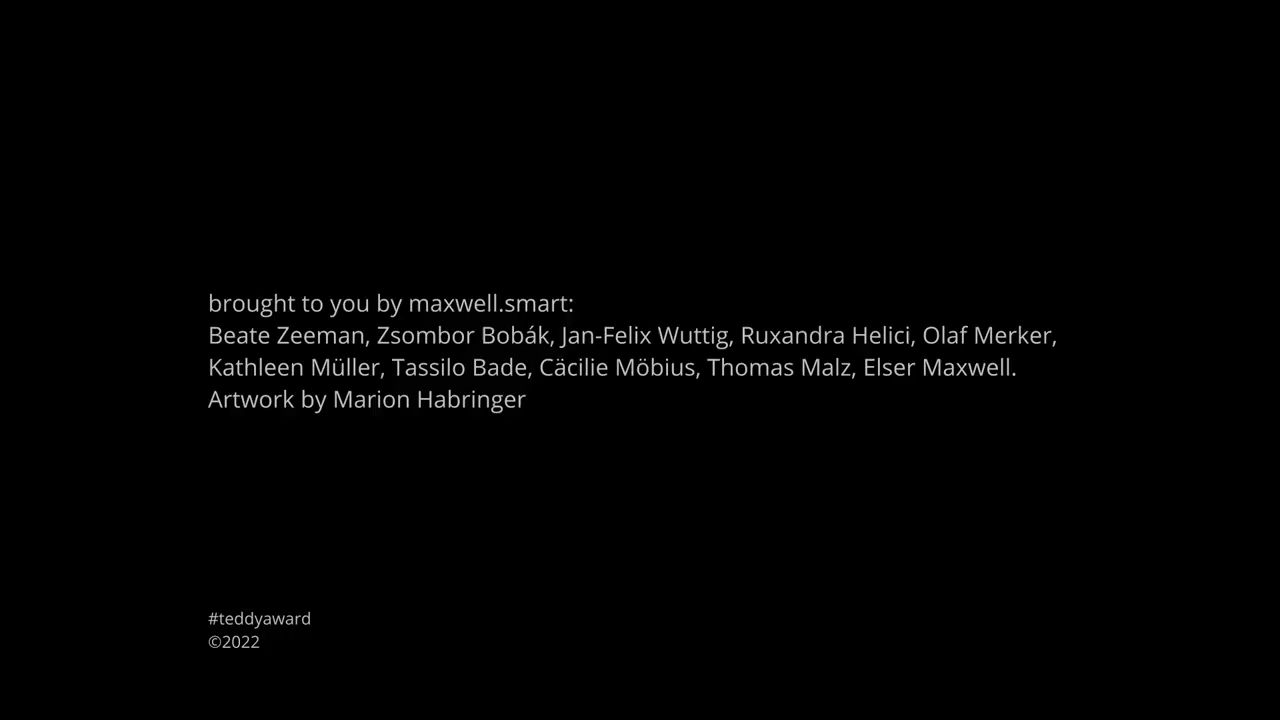 brought to you by maxwell.smart:
Beate Zeeman, Zsombor Bobák, Jan-Felix Wuttig, Ruxandra Helici, Olaf Merker,
Kathleen Müller, Tassilo Bade, Cäcilie Möbius, Thomas Malz, Elser Maxwell.
Artwork by Marion Habringer
#teddyaward
©2022